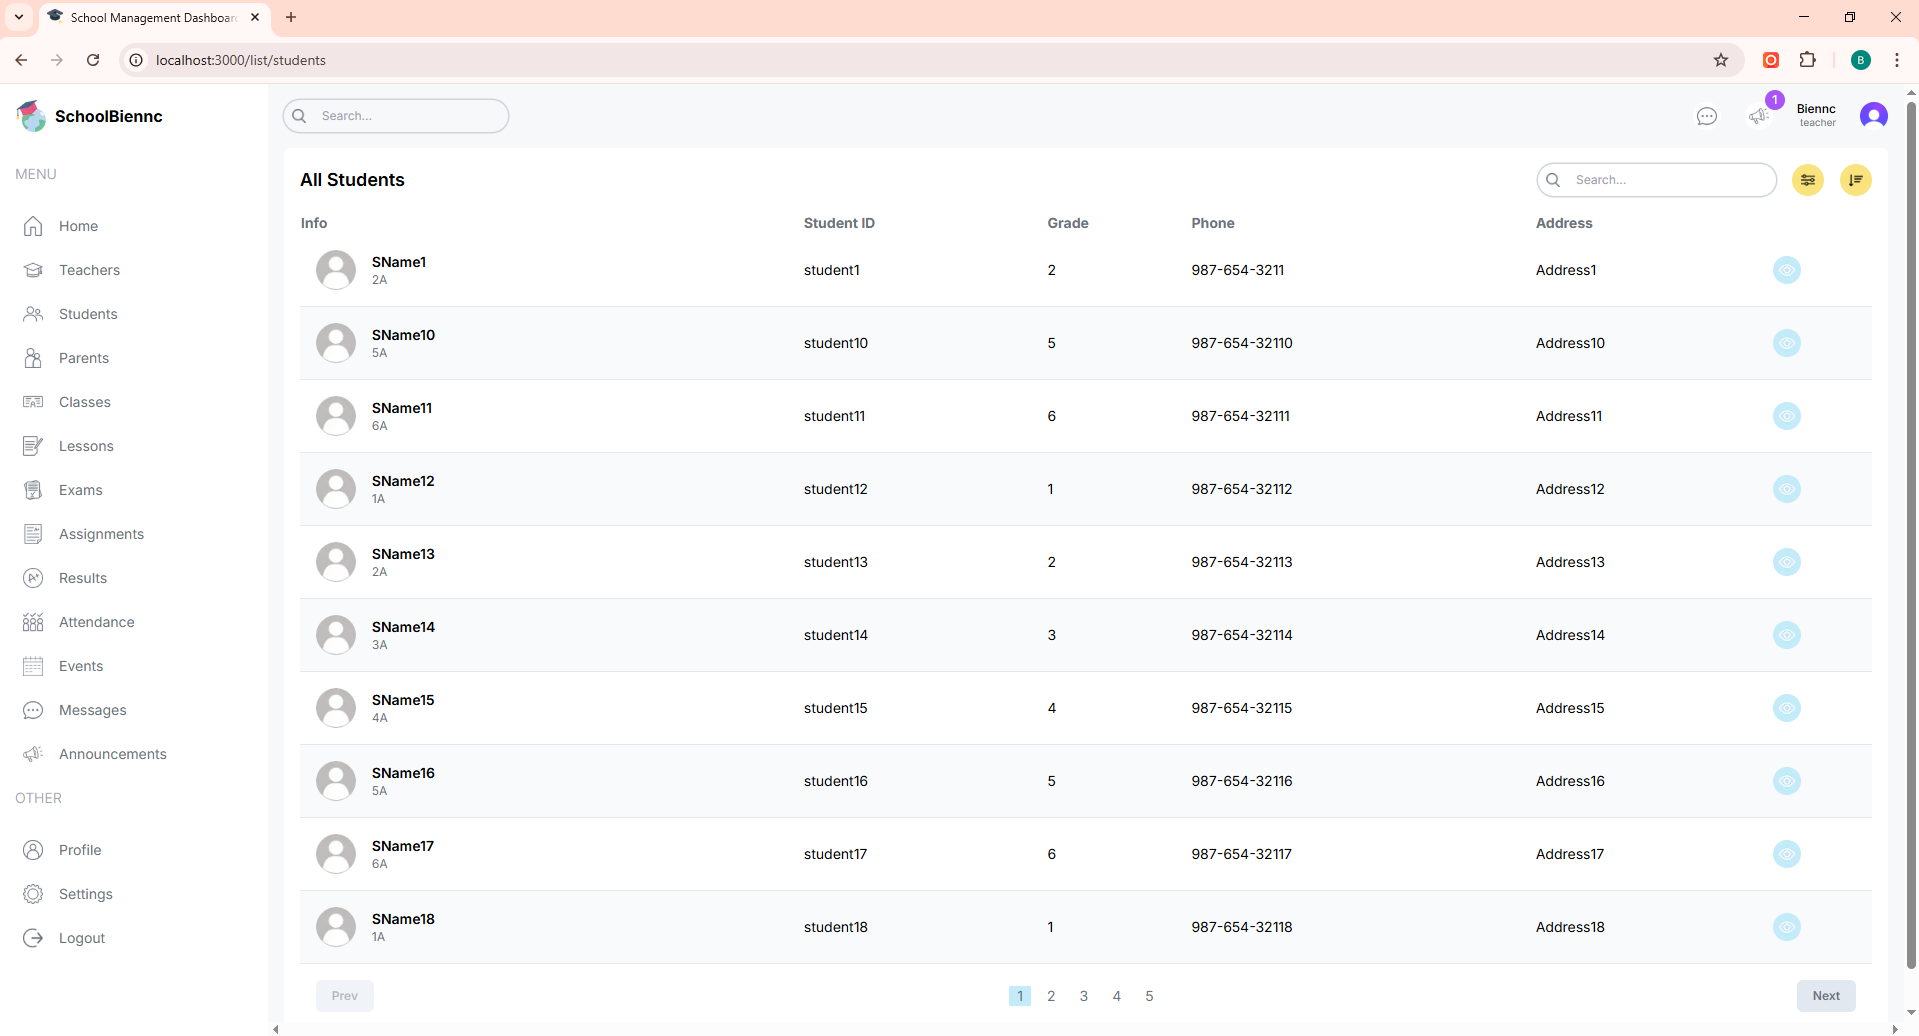 School Management Dashboar
localhost:3000/list/students
B
SchoolBiennc
Search...
1
Biennc
teacher
MENU
Home
Teachers
Students
Parents
Classes
Lessons
Exams
Assignments
Results
Attendance
Events
Messages
Announcements
OTHER
Profile
Settings
Logout
All Students
Search...
Info Student ID Grade Phone Address
SName1
2A
student1 2 987-654-3211 Address1
SName10
5A
student10 5 987-654-32110 Address10
SName11
6A
student11 6 987-654-32111 Address11
SName12
1A
student12 1 987-654-32112 Address12
SName13
2A
student13 2 987-654-32113 Address13
SName14
3A
student14 3 987-654-32114 Address14
SName15
4A
student15 4 987-654-32115 Address15
SName16
5A
student16 5 987-654-32116 Address16
SName17
6A
student17 6 987-654-32117 Address17
SName18
1A
student18 1 987-654-32118 Address18
Prev 1 2 3 4 5 Next